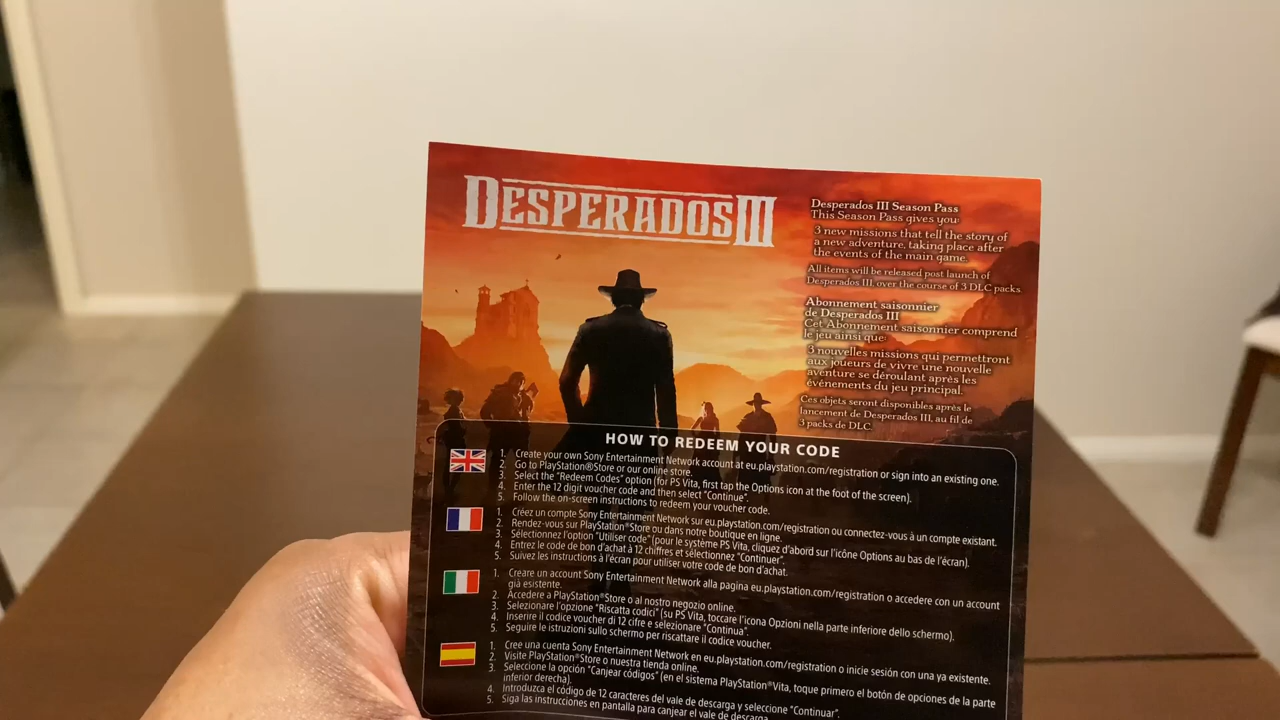 DESPERADOS III
Desperados III Season Pass
This Season Pass gives you:
3 new missions that tell the story of
a new adventure, taking place after
the events of the main game.
All items will be released post launch of
Desperados III, over the course of 3 DLC packs.
Abonnement saisonnier
de Desperados III
Cet Abonnement saisonnier comprend
le jeu ainsi que:
3 nouvelles missions qui permettront
aux joueurs de vivre une nouvelle
aventure se déroulant après les
événements du jeu principal.
Ces objets seront disponibles après le
lancement de Desperados III, au fil de
3 packs de DLC.
HOW TO REDEEM YOUR CODE
1. Create your own Sony Entertainment Network account at eu.playstation.com/registration or sign into an existing one.
2. Go to PlayStation®Store or our online store.
3. Select the "Redeem Codes" option (for PS Vita, first tap the Options icon at the foot of the screen).
4. Enter the 12 digit voucher code and then select "Continue".
5. Follow the on-screen instructions to redeem your voucher code.
1. Créez un compte Sony Entertainment Network sur eu.playstation.com/registration ou connectez-vous à un compte existant.
2. Rendez-vous sur PlayStation®Store ou dans notre boutique en ligne.
3. Sélectionnez l'option "Utiliser code" (pour le système PS Vita, cliquez d'abord sur l'icône Options au bas de l'écran).
4. Entrez le code de bon d'achat à 12 chiffres et sélectionnez "Continuer".
5. Suivez les instructions à l'écran pour utiliser votre code de bon d'achat.
1. Creare un account Sony Entertainment Network alla pagina eu.playstation.com/registration o accedere con un account
già esistente.
2. Accedere a PlayStation®Store o al nostro negozio online.
3. Selezionare l'opzione "Riscatta codici" (su PS Vita, toccare l'icona Opzioni nella parte inferiore dello schermo).
4. Inserire il codice voucher di 12 cifre e selezionare "Continua".
5. Seguire le istruzioni sullo schermo per riscattare il codice voucher.
1. Cree una cuenta Sony Entertainment Network en eu.playstation.com/registration o inicie sesión con una ya existente.
2. Visite PlayStation®Store o nuestra tienda online.
3. Seleccione la opción "Canjear códigos" (en el sistema PlayStation®Vita, toque primero el botón de opciones de la parte
inferior derecha).
4. Introduzca el código de 12 caracteres del vale de descarga y seleccione "Continuar".
5. Siga las instrucciones en pantalla para canjear el vale de descarga.